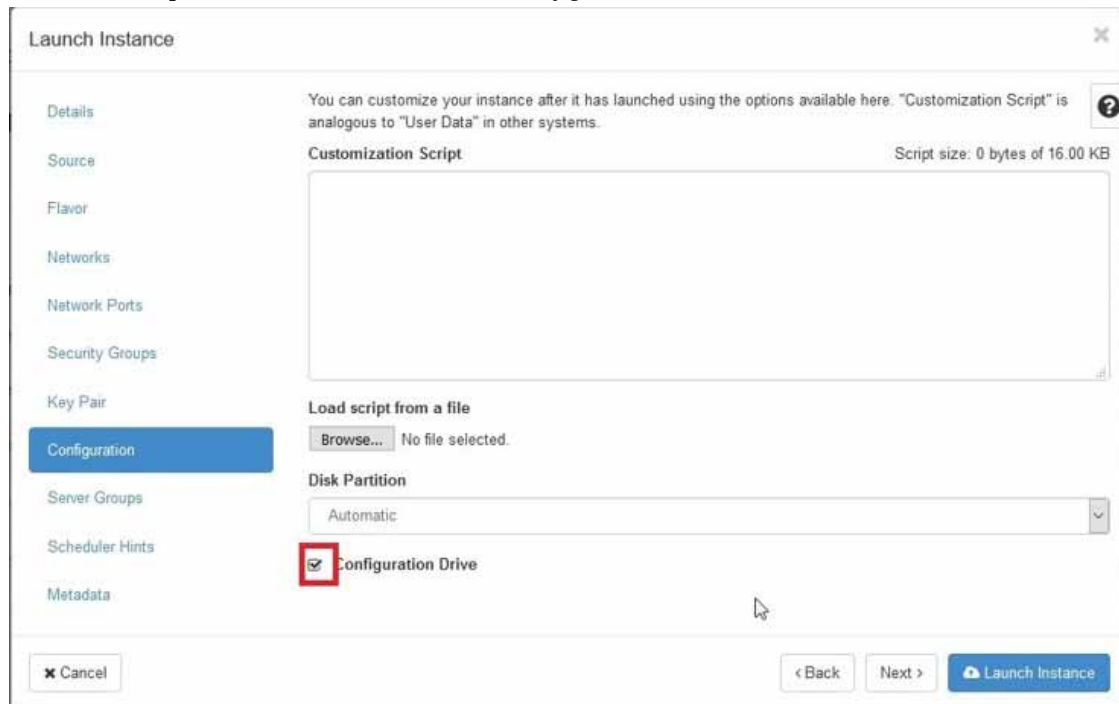 Launch Instance
Details
Source
Flavor
Networks
Network Ports
Security Groups
Key Pair
Configuration
Server Groups
Scheduler Hints
Metadata
You can customize your instance after it has launched using the options available here. "Customization Script" is
analogous to "User Data" in other systems.
Customization Script
Script size: 0 bytes of 16.00 KB
Load script from a file
Browse... No file selected.
Disk Partition
Automatic
Configuration Drive
Cancel
< Back
Next >
Launch Instance